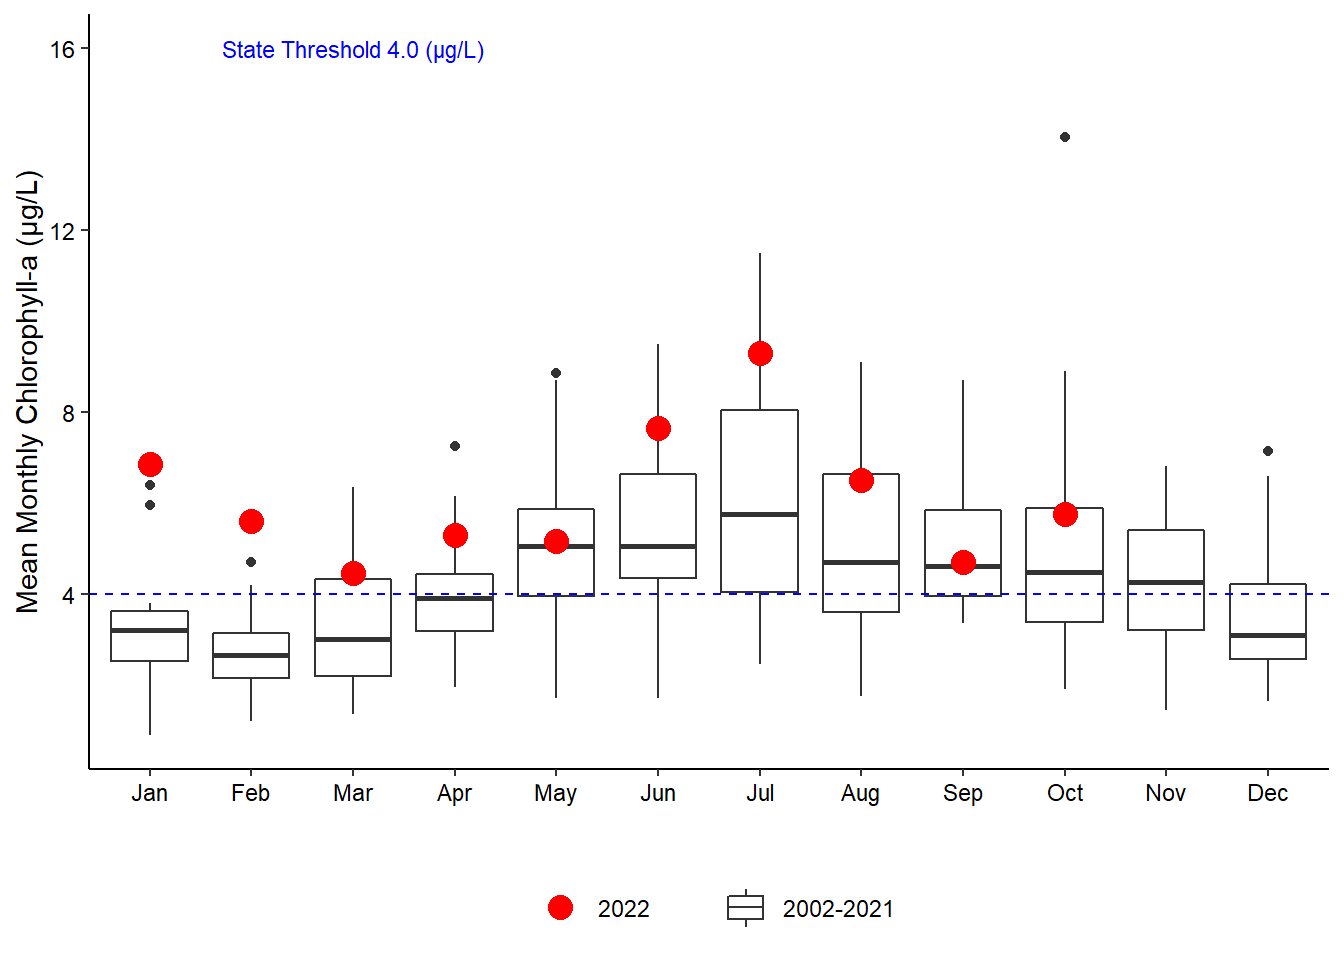 State Threshold 4.0 (µg/L)
Mean Monthly Chlorophyll-a (µg/L)
16
12
8
4
Jan Feb Mar Apr May Jun Jul Aug Sep Oct Nov Dec
2022 2002-2021